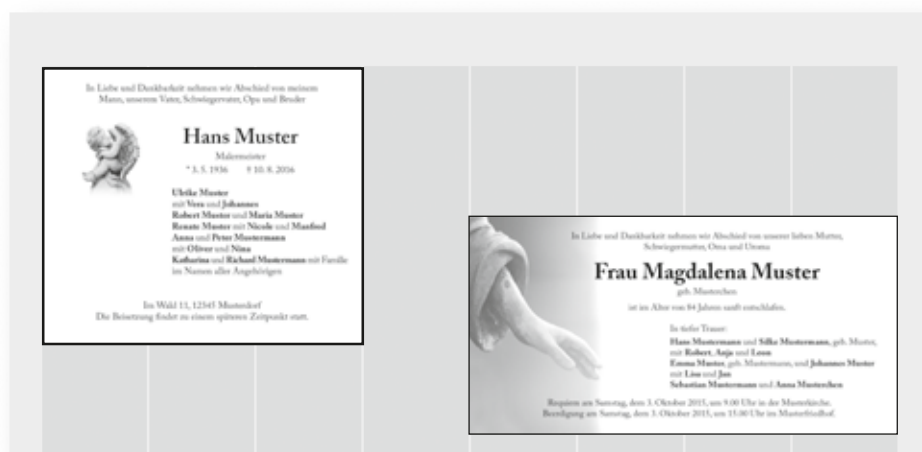 In Liebe und Dankbarkeit nehmen wir Abschied von meinem
Mann, unserem Vater, Schwiegervater, Opa und Bruder
Hans Muster
Malermeister
* 3. 5. 1936 † 10. 8. 2016
Ulrike Muster
mit Vera und Johannes
Robert Muster und Maria Muster
Renate Muster mit Nicole und Manfred
Anna und Peter Mustermann
mit Oliver und Nina
Katharina und Richard Mustermann mit Familie
im Namen aller Angehörigen
Im Wald 11, 12345 Musterdorf
Die Beisetzung findet zu einem späteren Zeitpunkt statt.
In Liebe und Dankbarkeit nehmen wir Abschied von unserer lieben Mutter,
Schwiegermutter, Oma und Uroma
Frau Magdalena Muster
geb. Musterchen
ist im Alter von 84 Jahren sanft entschlafen.
In tiefer Trauer:
Hans Mustermann und Silke Mustermann, geb. Muster,
mit Robert, Anja und Leon
Emma Muster, geb. Mustermann, und Johannes Muster
mit Lisa und Jan
Sebastian Mustermann und Anna Musterchen
Requiem am Samstag, dem 3. Oktober 2015, um 9.00 Uhr in der Musterkirche.
Beerdigung am Samstag, dem 3. Oktober 2015, um 15.00 Uhr im Musterfriedhof.